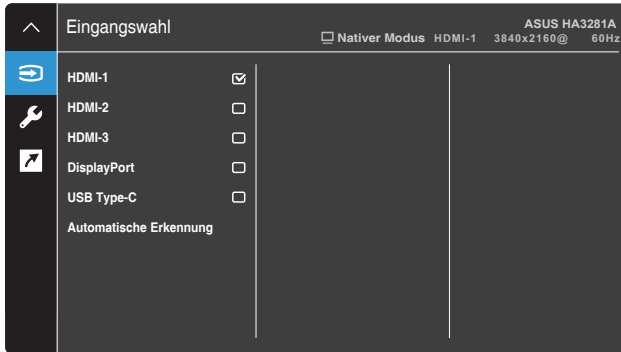 Eingangswahl
ASUS HA3281A
Nativer Modus HDMI-1 3840x2160@ 60Hz
HDMI-1
HDMI-2
HDMI-3
DisplayPort
USB Type-C
Automatische Erkennung